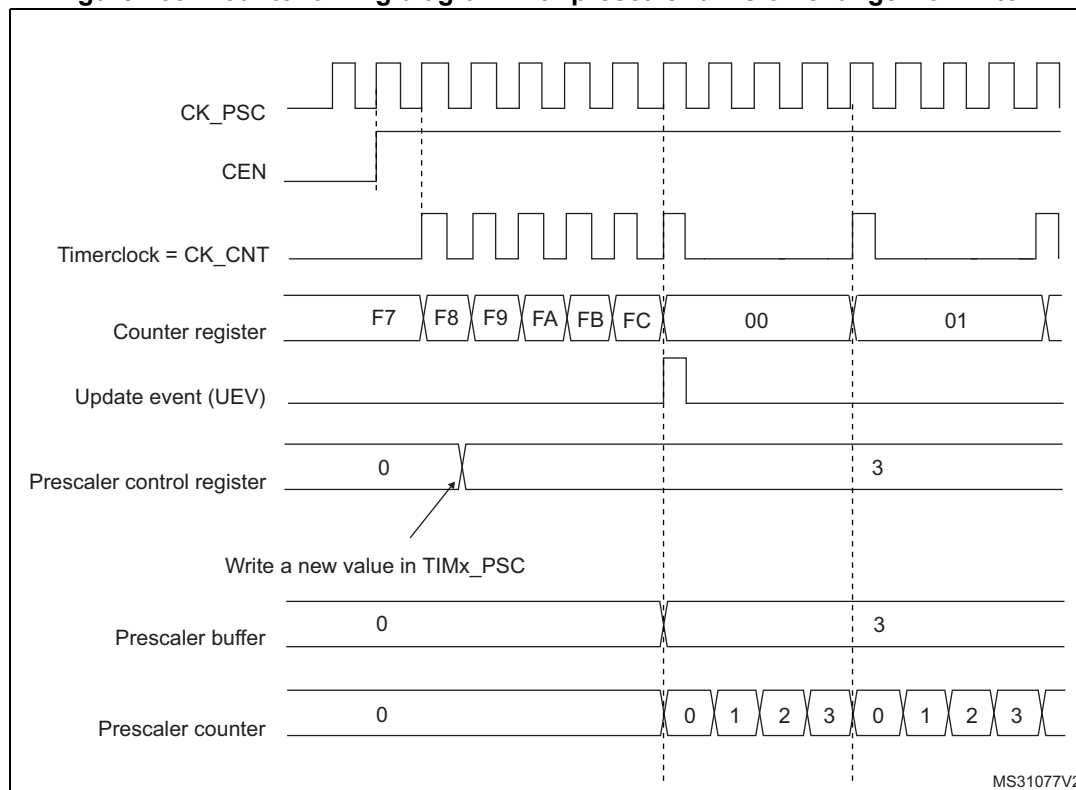 CK_PSC
CEN
Timerclock = CK_CNT
Counter register
F7 F8 F9 FA FB FC 00 01
Update event (UEV)
Prescaler control register
0 3
Write a new value in TIMx_PSC
Prescaler buffer
0 3
Prescaler counter
0 0 1 2 3 0 1 2 3
MS31077V2